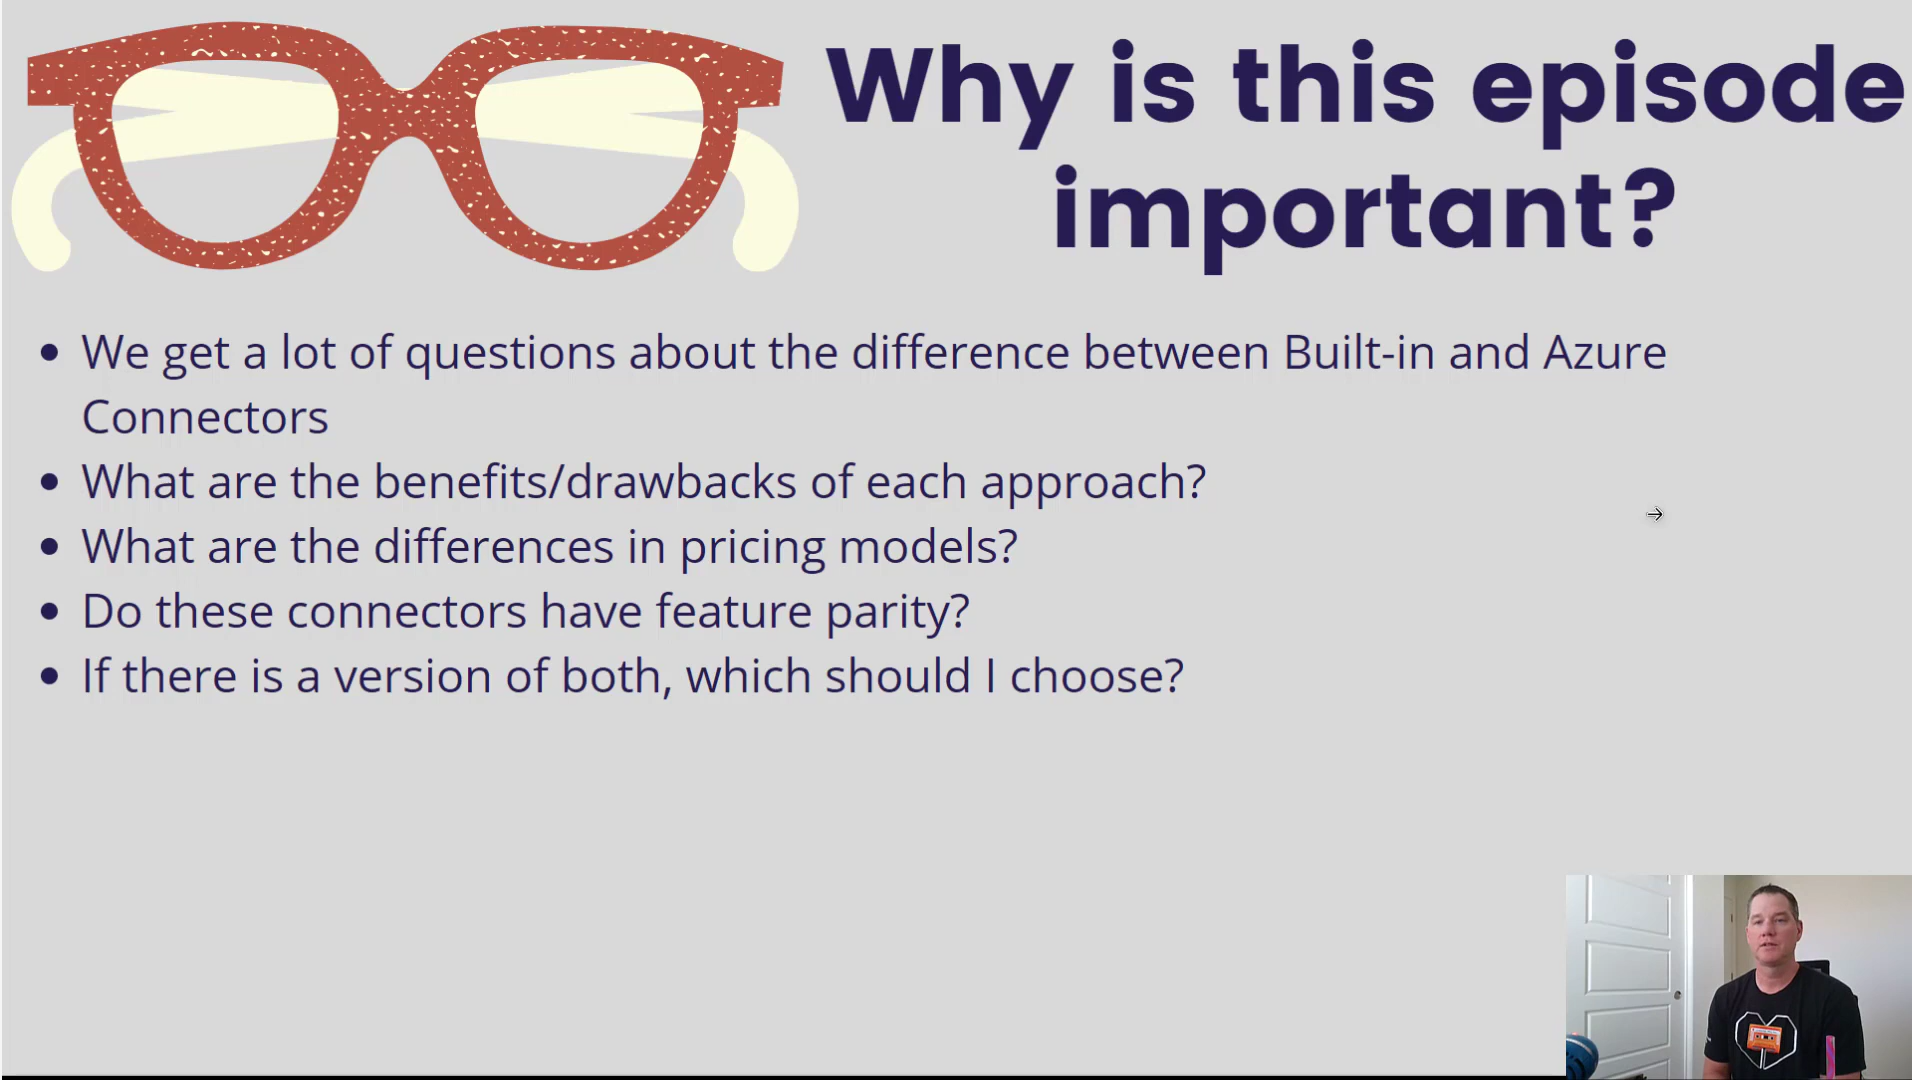 Why is this episode
important?
• We get a lot of questions about the difference between Built-in and Azure
Connectors
• What are the benefits/drawbacks of each approach?
• What are the differences in pricing models?
• Do these connectors have feature parity?
• If there is a version of both, which should I choose?